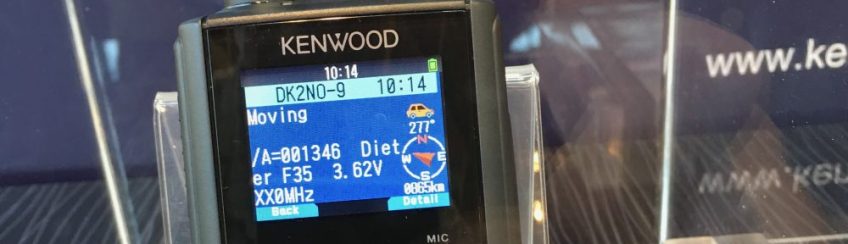 KENWOOD
10:14
DK2NO-9 10:14
Moving
277°
/A=001346 Diet
er F35 3.62V
XX0MHz
N
W E
S
0865km
Back Detail
MIC
www.ke